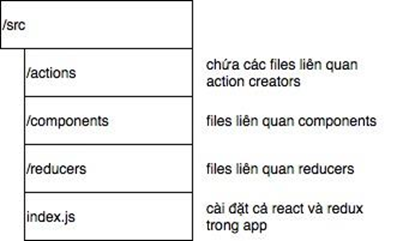 /src
/actions
chứa các files liên quan
action creators
/components
files liên quan components
/reducers
files liên quan reducers
index.js
cài đặt cả react và redux
trong app